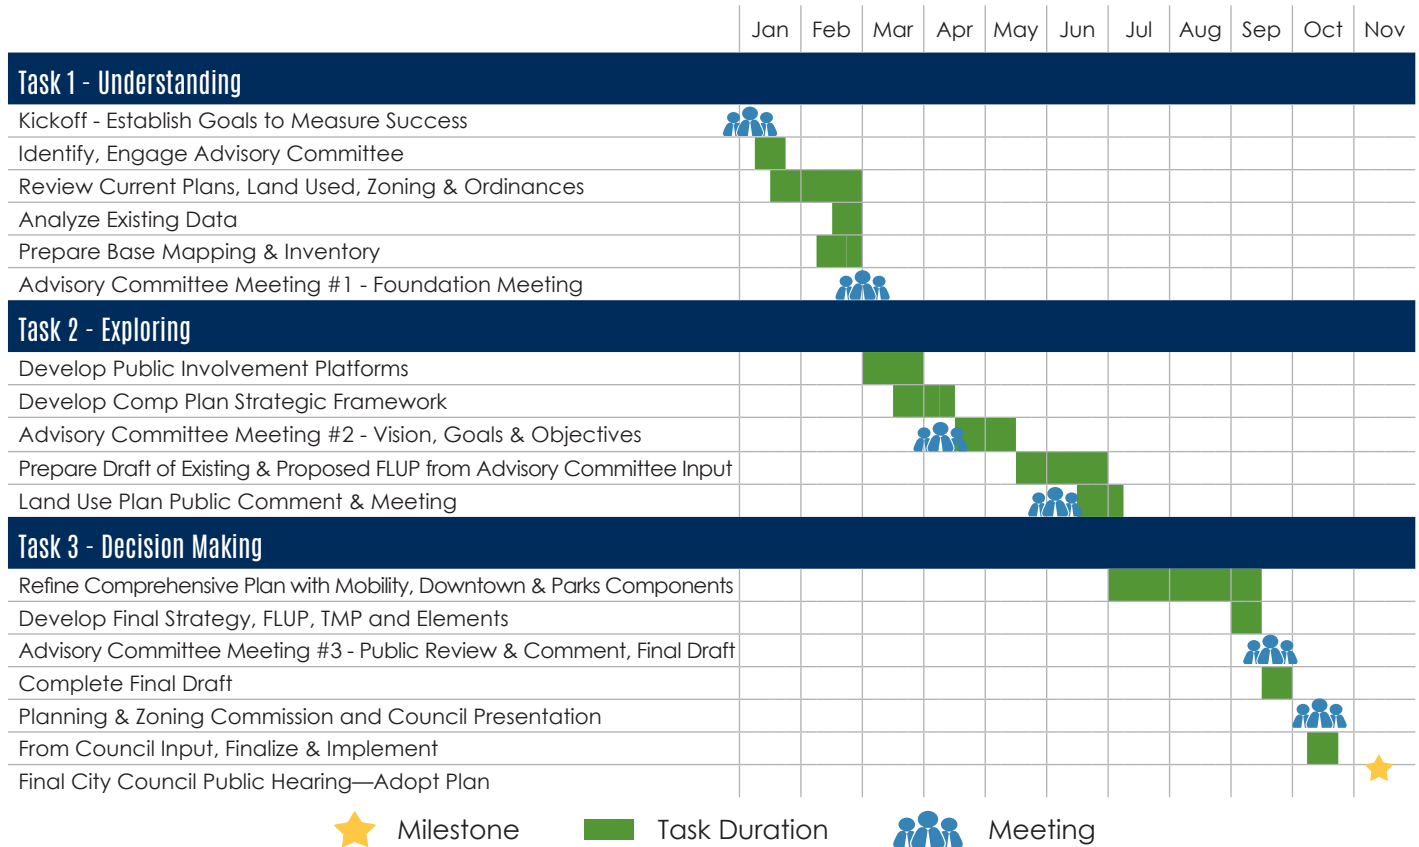 Jan Feb Mar Apr May Jun Jul Aug Sep Oct Nov
Task 1 - Understanding
Kickoff - Establish Goals to Measure Success
Identify, Engage Advisory Committee
Review Current Plans, Land Used, Zoning & Ordinances
Analyze Existing Data
Prepare Base Mapping & Inventory
Advisory Committee Meeting #1 - Foundation Meeting
Task 2 - Exploring
Develop Public Involvement Platforms
Develop Comp Plan Strategic Framework
Advisory Committee Meeting #2 - Vision, Goals & Objectives
Prepare Draft of Existing & Proposed FLUP from Advisory Committee Input
Land Use Plan Public Comment & Meeting
Task 3 - Decision Making
Refine Comprehensive Plan with Mobility, Downtown & Parks Components
Develop Final Strategy, FLUP, TMP and Elements
Advisory Committee Meeting #3 - Public Review & Comment, Final Draft
Complete Final Draft
Planning & Zoning Commission and Council Presentation
From Council Input, Finalize & Implement
Final City Council Public Hearing—Adopt Plan
Milestone Task Duration Meeting